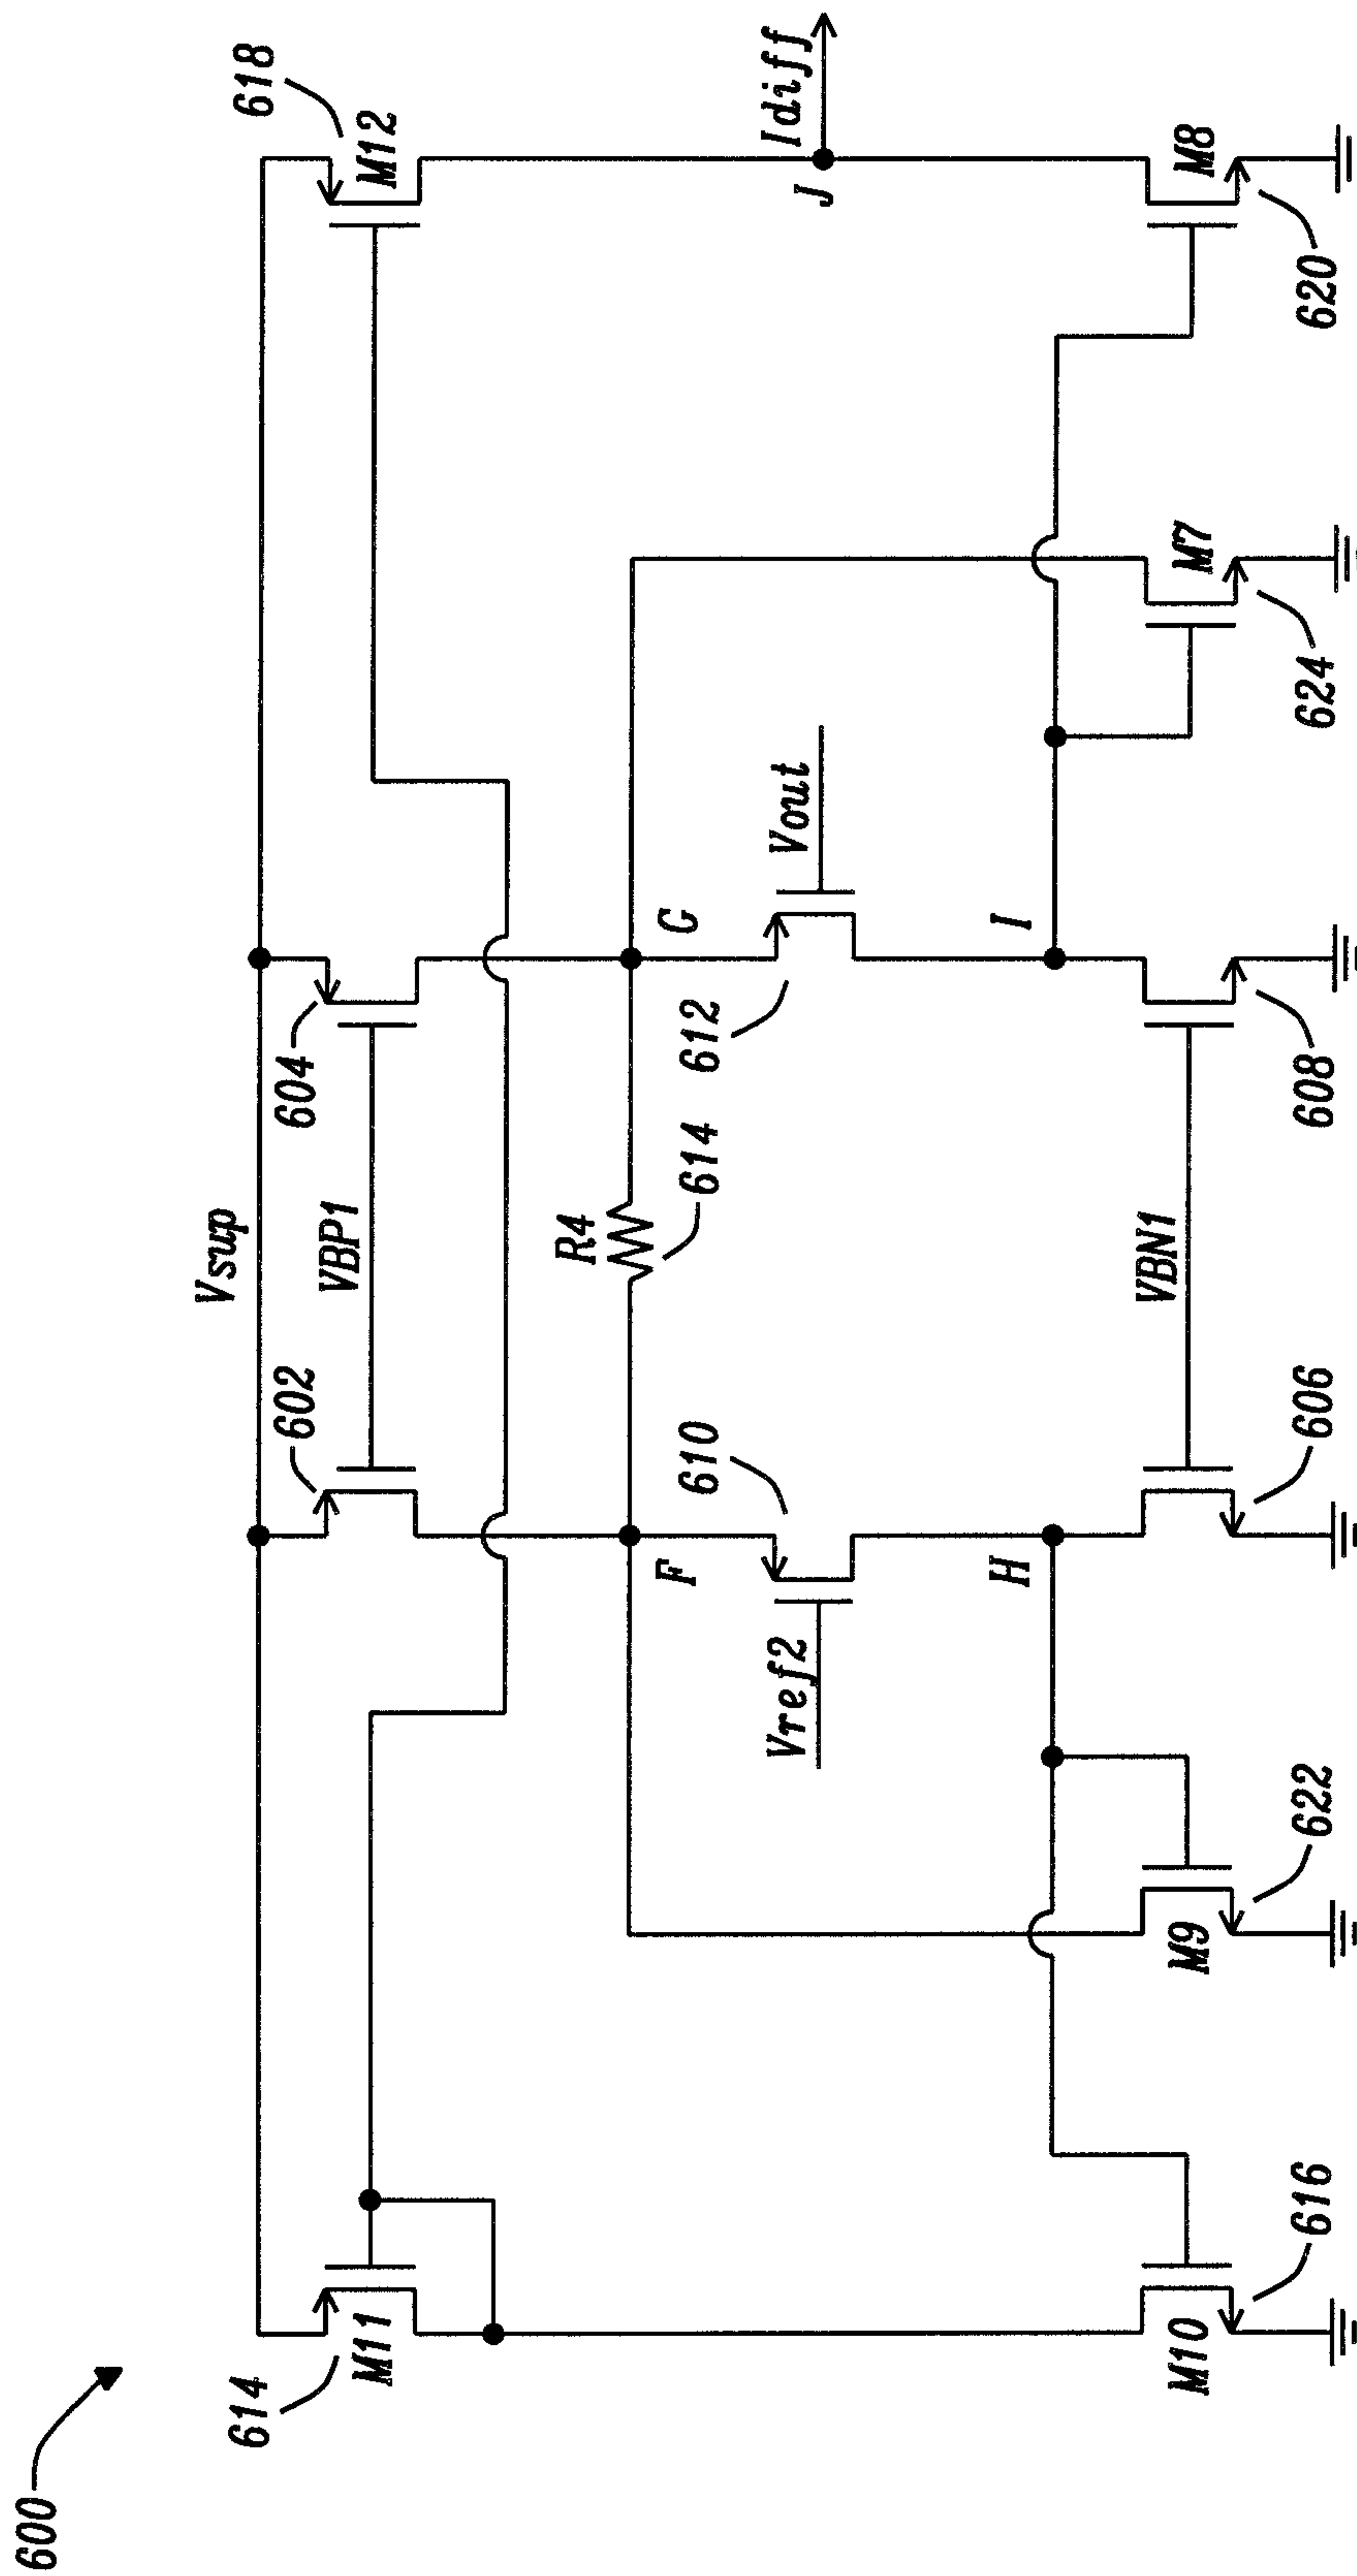 600
614
M11
M10
616
Vsup
602
VBP1
604
618
M12
R4
614
F
G
610
Vref2
612
Vout
J
Idiff
H
I
M9
622
606
VBN1
608
M7
624
M8
620